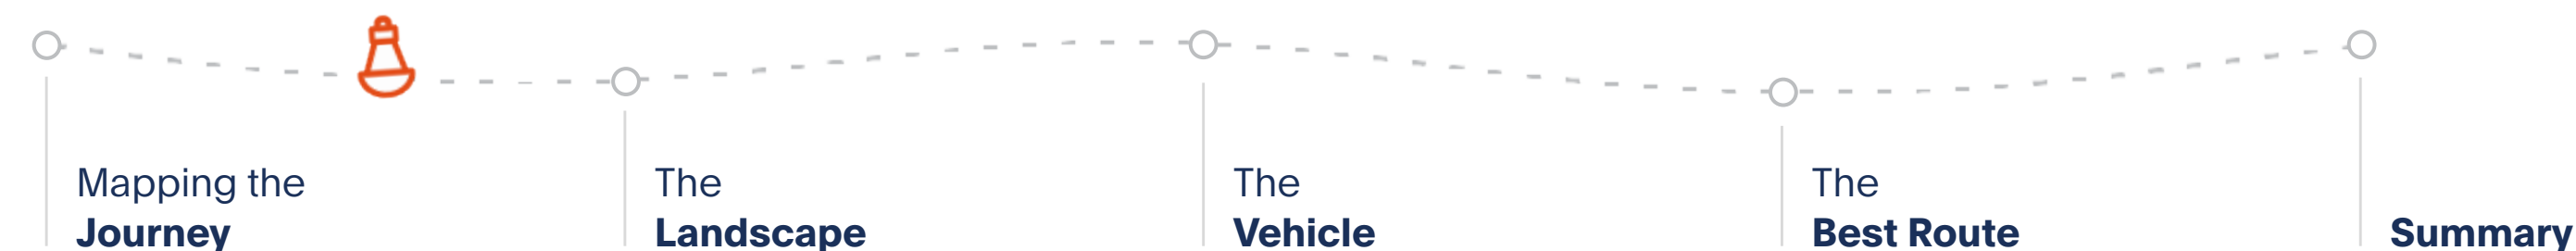 Mapping the
Journey
The
Landscape
The
Vehicle
The
Best Route
Summary